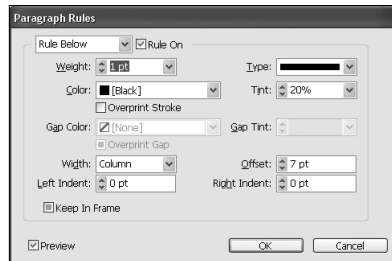 Paragraph Rules
Rule Below Rule On
Weight: 1 pt Type:
Color: [Black] Tint: 20%
Overprint Stroke
Gap Color: [None] Gap Tint:
Overprint Gap
Width: Column Offset: 7 pt
Left Indent: 0 pt Right Indent: 0 pt
Keep In Frame
Preview OK Cancel